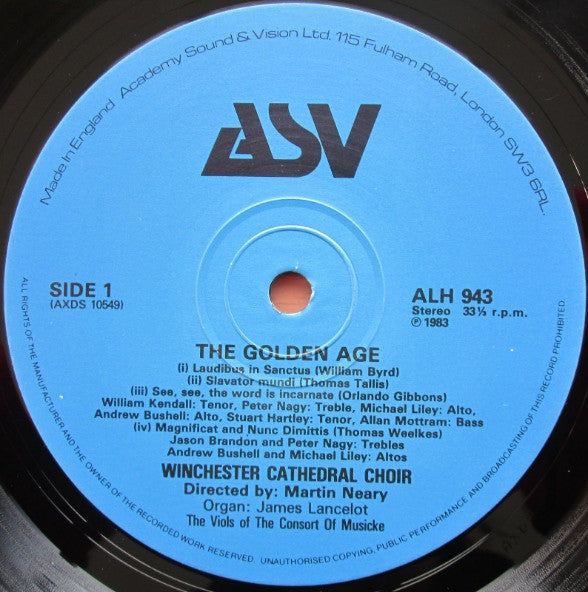 Made in England Academy Sound & Vision Ltd. 115 Fulham Road, London SW3 6RL.
ASV
SIDE 1
(AXDS 10549)
ALH 943
Stereo 33⅓ r.p.m.
℗ 1983
THE GOLDEN AGE
(i) Laudibus in Sanctus (William Byrd)
(ii) Slavator mundi (Thomas Tallis)
(iii) See, see, the word is incarnate (Orlando Gibbons)
William Kendall: Tenor, Peter Nagy: Treble, Michael Liley: Alto,
Andrew Bushell: Alto, Stuart Hartley: Tenor, Allan Mottram: Bass
(iv) Magnificat and Nunc Dimittis (Thomas Weelkes)
Jason Brandon and Peter Nagy: Trebles
Andrew Bushell and Michael Liley: Altos
WINCHESTER CATHEDRAL CHOIR
Directed by: Martin Neary
Organ: James Lancelot
The Viols of The Consort Of Musicke
ALL RIGHTS OF THE MANUFACTURER AND THE OWNER OF THE RECORDED WORK RESERVED. UNAUTHORISED COPYING, PUBLIC PERFORMANCE AND BROADCASTING OF THIS RECORD PROHIBITED